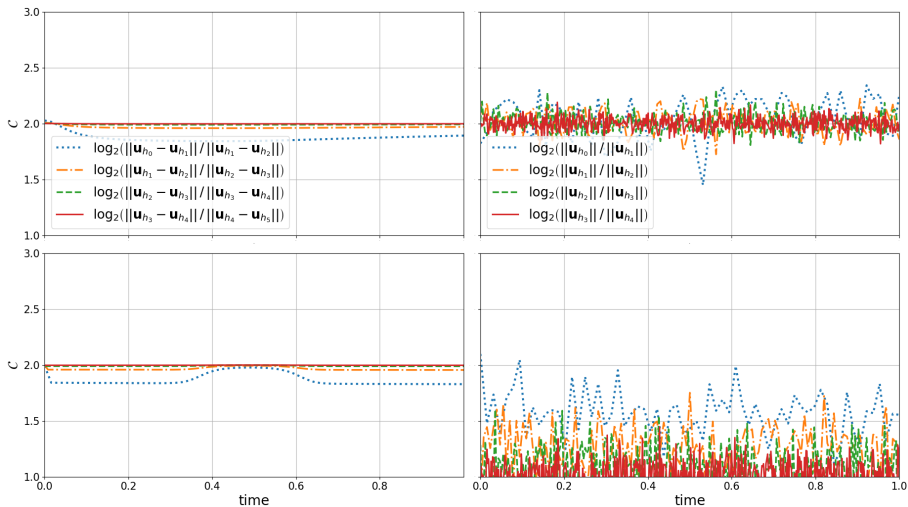 3.0
2.5
2.0
1.5
1.0
𝒞
log₂(||𝐮ₕ₀ − 𝐮ₕ₁|| / ||𝐮ₕ₁ − 𝐮ₕ₂||)
log₂(||𝐮ₕ₁ − 𝐮ₕ₂|| / ||𝐮ₕ₂ − 𝐮ₕ₃||)
log₂(||𝐮ₕ₂ − 𝐮ₕ₃|| / ||𝐮ₕ₃ − 𝐮ₕ₄||)
log₂(||𝐮ₕ₃ − 𝐮ₕ₄|| / ||𝐮ₕ₄ − 𝐮ₕ₅||)
log₂(||𝐮ₕ₀|| / ||𝐮ₕ₁||)
log₂(||𝐮ₕ₁|| / ||𝐮ₕ₂||)
log₂(||𝐮ₕ₂|| / ||𝐮ₕ₃||)
log₂(||𝐮ₕ₃|| / ||𝐮ₕ₄||)
3.0
2.5
2.0
1.5
1.0
𝒞
0.0 0.2 0.4 0.6 0.8
time
0.0 0.2 0.4 0.6 0.8 1.0
time